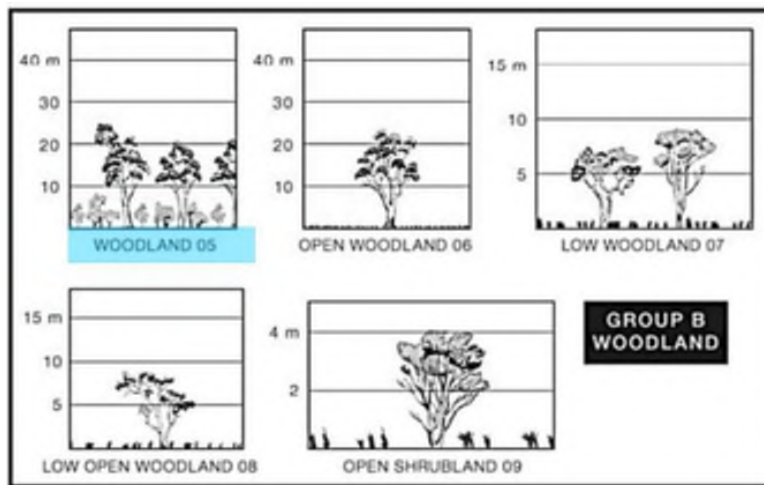 40 m
30
20
10
WOODLAND 05
40 m
30
20
10
OPEN WOODLAND 06
15 m
10
5
LOW WOODLAND 07
15 m
10
5
LOW OPEN WOODLAND 08
4 m
2
OPEN SHRUBLAND 09
GROUP B
WOODLAND